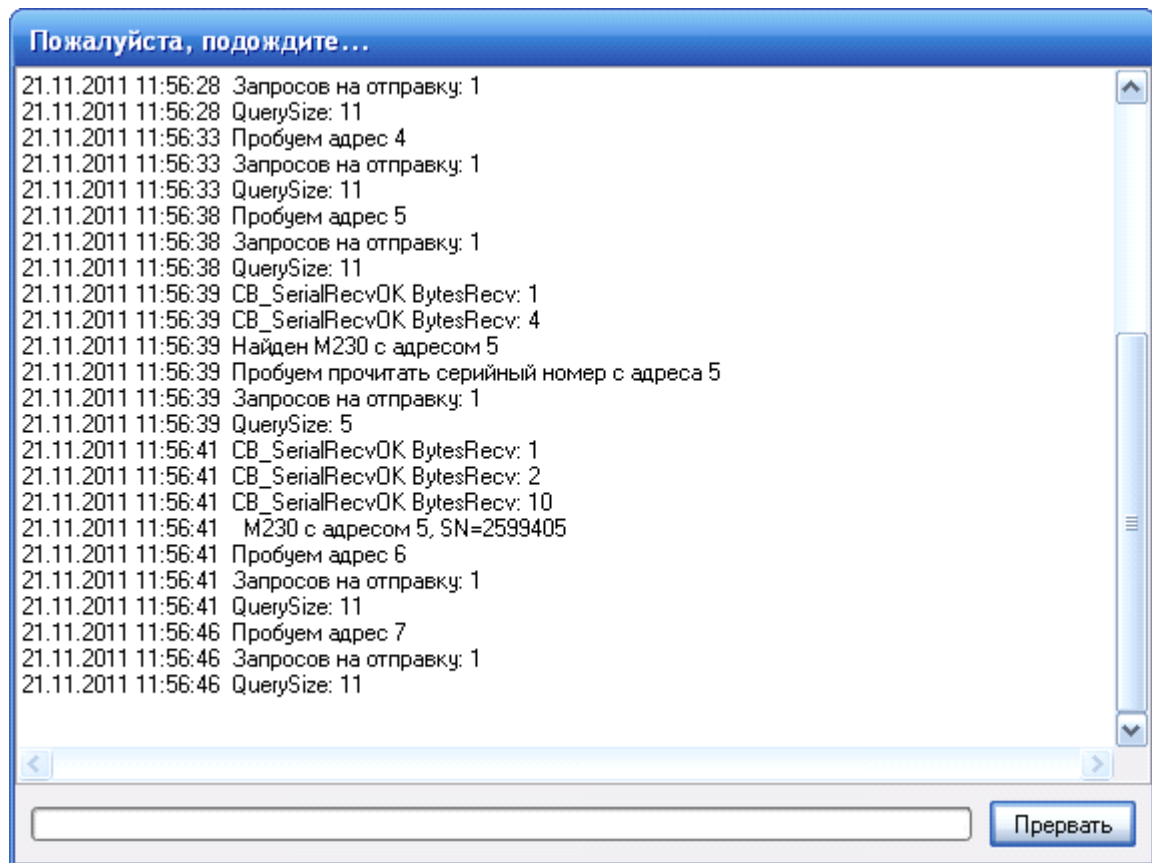 Пожалуйста, подождите...
21.11.2011 11:56:28 Запросов на отправку: 1
21.11.2011 11:56:28 QuerySize: 11
21.11.2011 11:56:33 Пробуем адрес 4
21.11.2011 11:56:33 Запросов на отправку: 1
21.11.2011 11:56:33 QuerySize: 11
21.11.2011 11:56:38 Пробуем адрес 5
21.11.2011 11:56:38 Запросов на отправку: 1
21.11.2011 11:56:38 QuerySize: 11
21.11.2011 11:56:39 CB_SerialRecvOK BytesRecv: 1
21.11.2011 11:56:39 CB_SerialRecvOK BytesRecv: 4
21.11.2011 11:56:39 Найден М230 с адресом 5
21.11.2011 11:56:39 Пробуем прочитать серийный номер с адреса 5
21.11.2011 11:56:39 Запросов на отправку: 1
21.11.2011 11:56:39 QuerySize: 5
21.11.2011 11:56:41 CB_SerialRecvOK BytesRecv: 1
21.11.2011 11:56:41 CB_SerialRecvOK BytesRecv: 2
21.11.2011 11:56:41 CB_SerialRecvOK BytesRecv: 10
21.11.2011 11:56:41 М230 с адресом 5, SN=2599405
21.11.2011 11:56:41 Пробуем адрес 6
21.11.2011 11:56:41 Запросов на отправку: 1
21.11.2011 11:56:41 QuerySize: 11
21.11.2011 11:56:46 Пробуем адрес 7
21.11.2011 11:56:46 Запросов на отправку: 1
21.11.2011 11:56:46 QuerySize: 11
Прервать